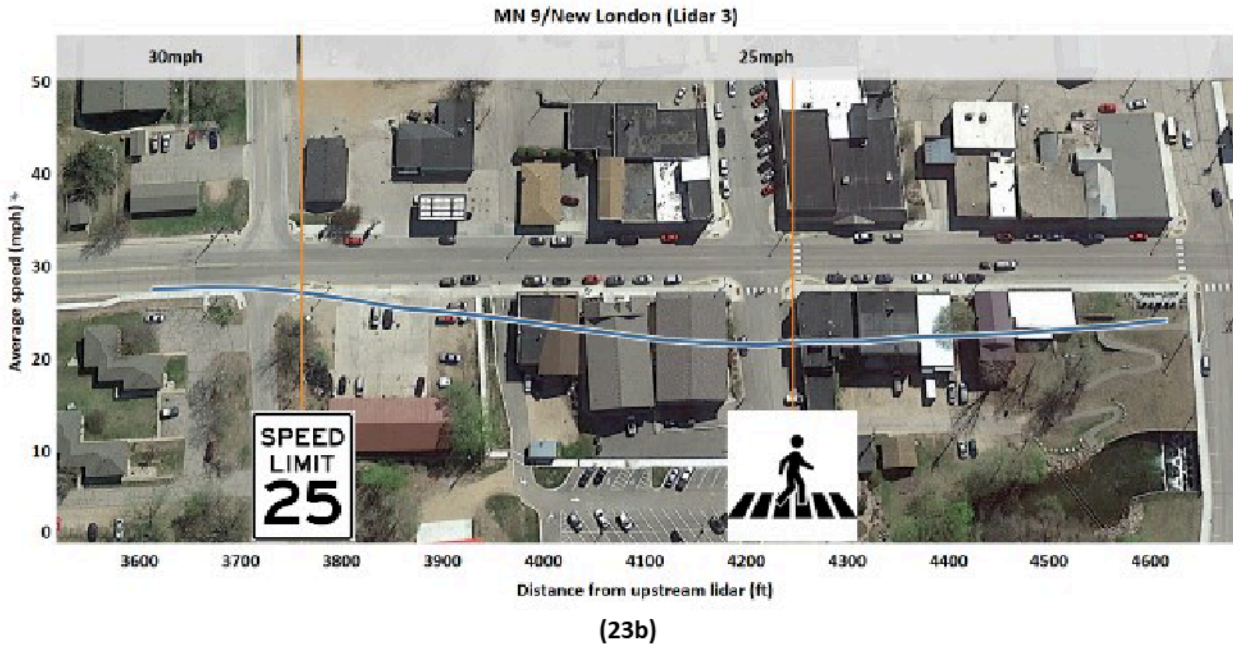 MN 9/New London (Lidar 3)
30mph
25mph
50
40
30
20
10
0
Average speed (mph) +
SPEED
LIMIT
25
3600 3700 3800 3900 4000 4100 4200 4300 4400 4500 4600
Distance from upstream lidar (ft)
(23b)